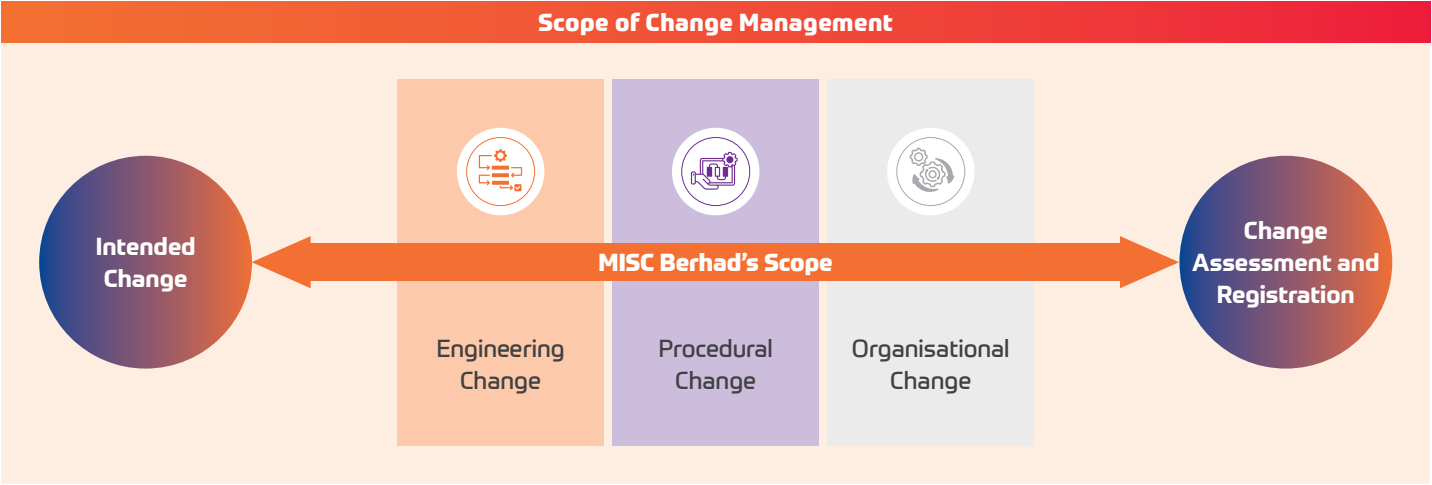 Scope of Change Management
Intended
Change
MISC Berhad's Scope
Engineering
Change
Procedural
Change
Organisational
Change
Change
Assessment and
Registration